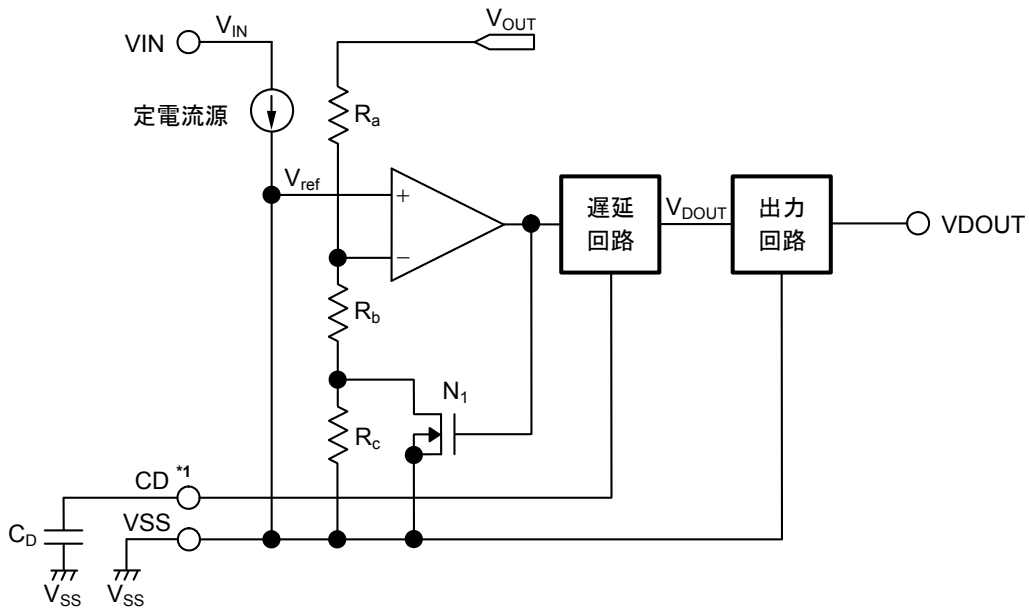 V_OUT
VIN
V_IN
定電流源
R_a
V_ref
+
−
遅延
回路
V_DOUT
出力
回路
VDOUT
R_b
N_1
R_c
CD *1
VSS
C_D
V_SS
V_SS